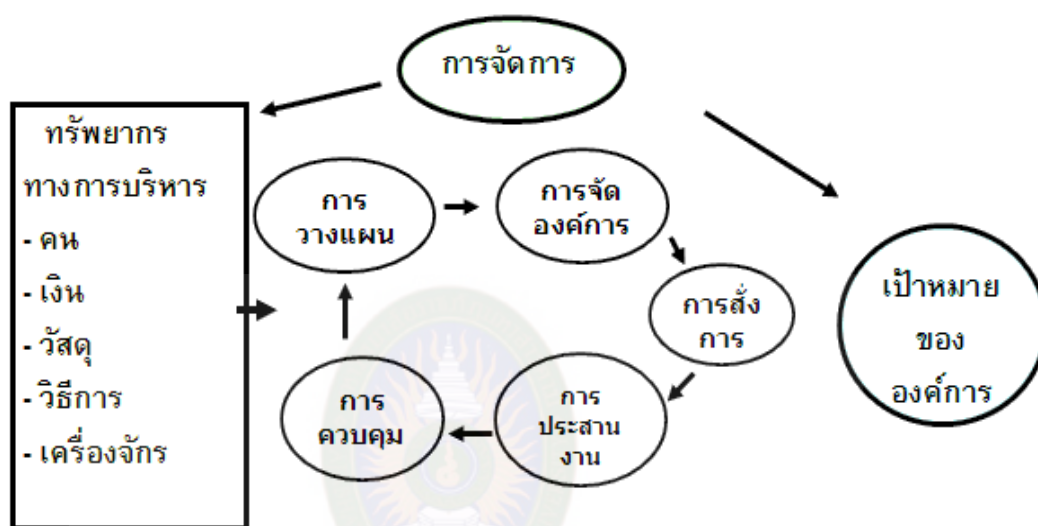 การจัดการ
ทรัพยากร
ทางการบริหาร
- คน
- เงิน
- วัสดุ
- วิธีการ
- เครื่องจักร
การ
วางแผน
การจัด
องค์การ
การสั่ง
การ
การ
ประสาน
งาน
การ
ควบคุม
เป้าหมาย
ของ
องค์การ